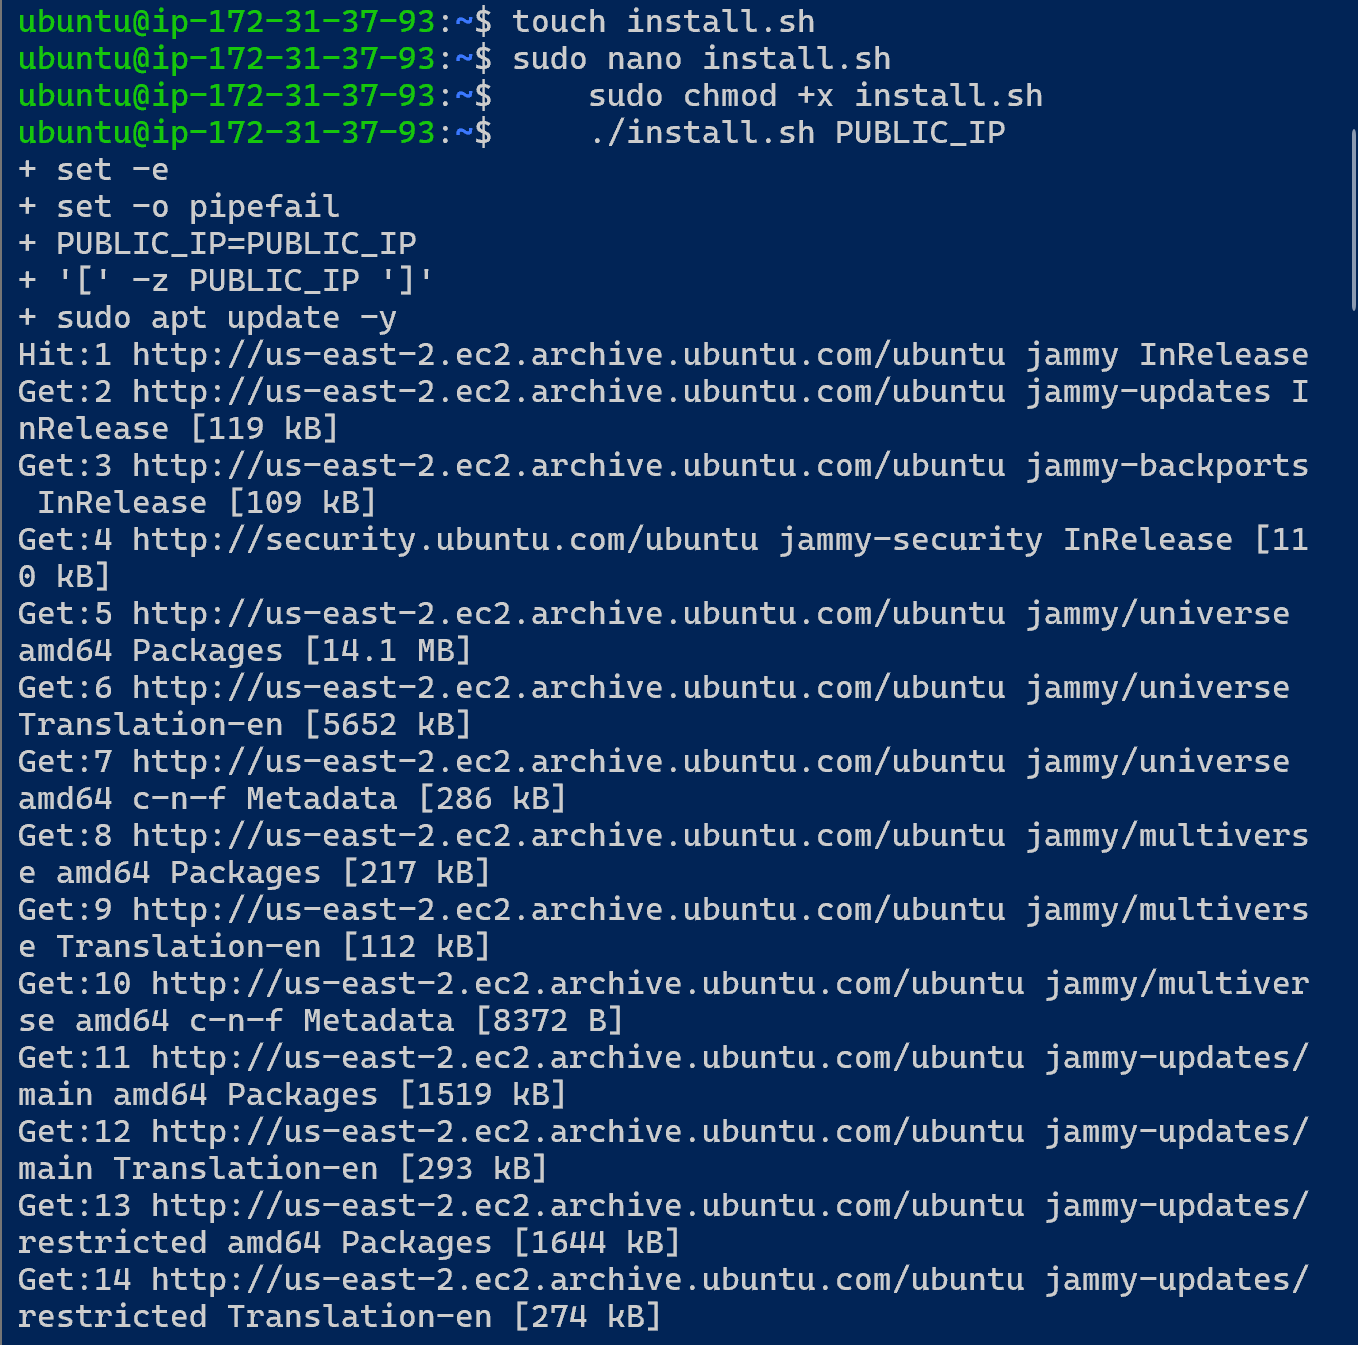 ubuntu@ip-172-31-37-93:~$ touch install.sh
ubuntu@ip-172-31-37-93:~$ sudo nano install.sh
ubuntu@ip-172-31-37-93:~$     sudo chmod +x install.sh
ubuntu@ip-172-31-37-93:~$     ./install.sh PUBLIC_IP
+ set -e
+ set -o pipefail
+ PUBLIC_IP=PUBLIC_IP
+ '[' -z PUBLIC_IP ']'
+ sudo apt update -y
Hit:1 http://us-east-2.ec2.archive.ubuntu.com/ubuntu jammy InRelease
Get:2 http://us-east-2.ec2.archive.ubuntu.com/ubuntu jammy-updates I
nRelease [119 kB]
Get:3 http://us-east-2.ec2.archive.ubuntu.com/ubuntu jammy-backports
 InRelease [109 kB]
Get:4 http://security.ubuntu.com/ubuntu jammy-security InRelease [11
0 kB]
Get:5 http://us-east-2.ec2.archive.ubuntu.com/ubuntu jammy/universe
amd64 Packages [14.1 MB]
Get:6 http://us-east-2.ec2.archive.ubuntu.com/ubuntu jammy/universe
Translation-en [5652 kB]
Get:7 http://us-east-2.ec2.archive.ubuntu.com/ubuntu jammy/universe
amd64 c-n-f Metadata [286 kB]
Get:8 http://us-east-2.ec2.archive.ubuntu.com/ubuntu jammy/multivers
e amd64 Packages [217 kB]
Get:9 http://us-east-2.ec2.archive.ubuntu.com/ubuntu jammy/multivers
e Translation-en [112 kB]
Get:10 http://us-east-2.ec2.archive.ubuntu.com/ubuntu jammy/multiver
se amd64 c-n-f Metadata [8372 B]
Get:11 http://us-east-2.ec2.archive.ubuntu.com/ubuntu jammy-updates/
main amd64 Packages [1519 kB]
Get:12 http://us-east-2.ec2.archive.ubuntu.com/ubuntu jammy-updates/
main Translation-en [293 kB]
Get:13 http://us-east-2.ec2.archive.ubuntu.com/ubuntu jammy-updates/
restricted amd64 Packages [1644 kB]
Get:14 http://us-east-2.ec2.archive.ubuntu.com/ubuntu jammy-updates/
restricted Translation-en [274 kB]